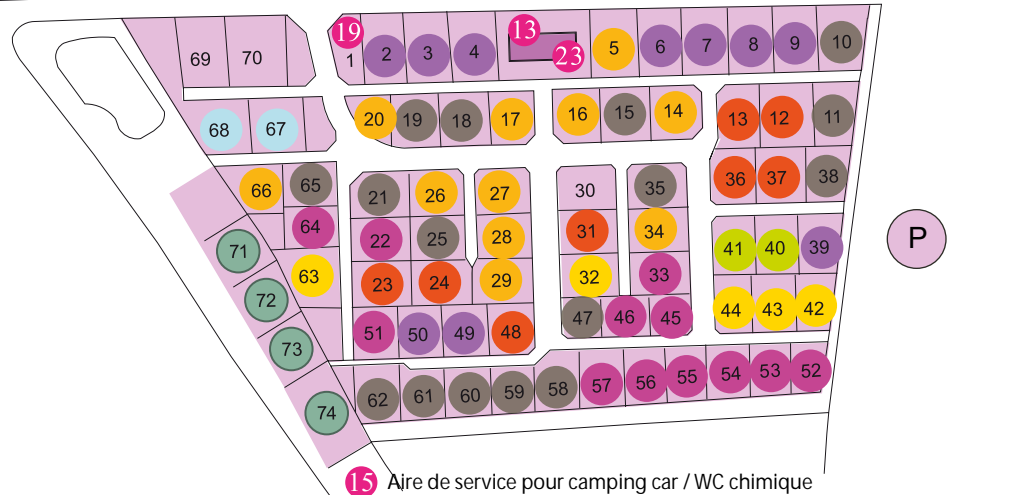 69 70 19 1 2 3 4 13 23 5 6 7 8 9 10
68 67 20 19 18 17 16 15 14 13 12 11
66 65 21 26 27 30 35 36 37 38
64 22 25 28 31 34 41 40 39 P
71 63 23 24 29 32 33
72 51 50 49 48 47 46 45 44 43 42
73
74 62 61 60 59 58 57 56 55 54 53 52
15 Aire de service pour camping car / WC chimique